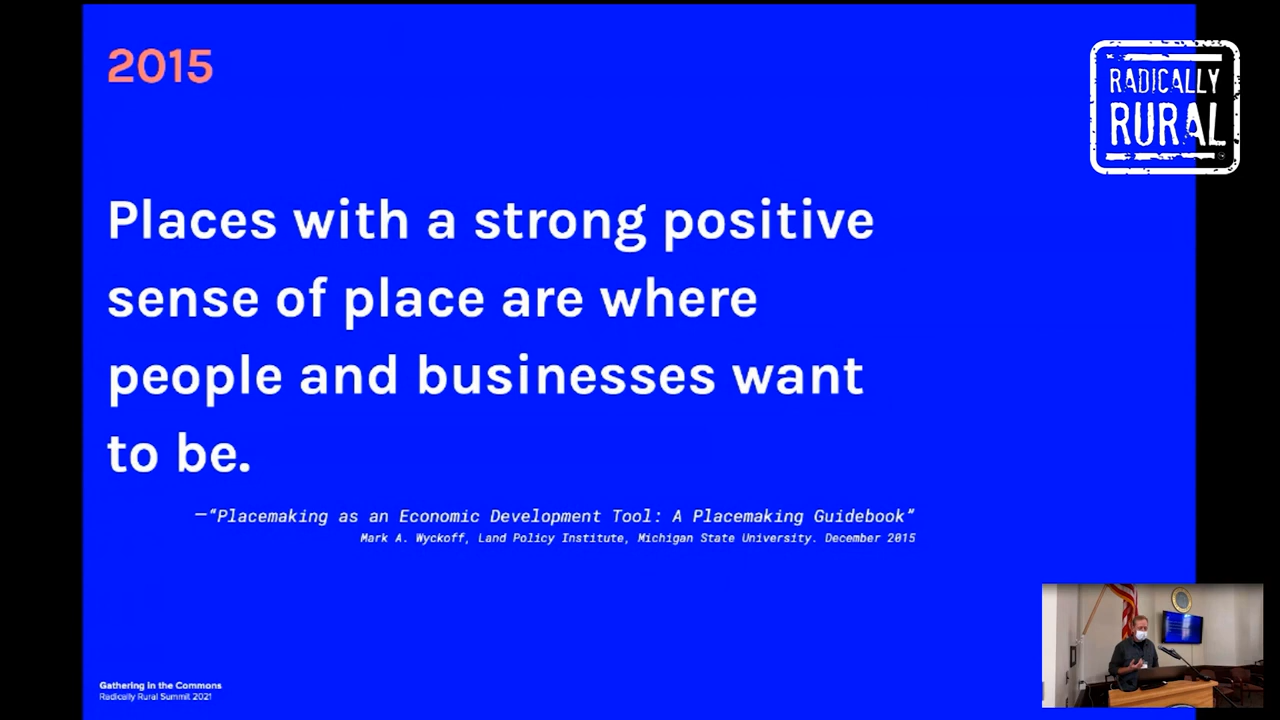 2015
RADICALLY
RURAL
Places with a strong positive
sense of place are where
people and businesses want
to be.
—“Placemaking as an Economic Development Tool: A Placemaking Guidebook”
Mark A. Wyckoff, Land Policy Institute, Michigan State University. December 2015
Gathering in the Commons
Radically Rural Summit 2021